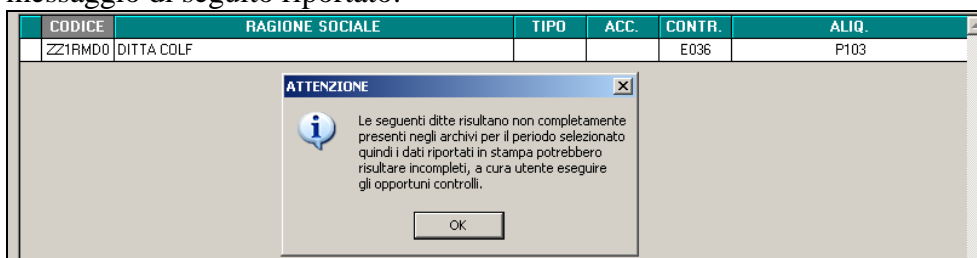 messaggio di seguito riportato.
CODICE RAGIONE SOCIALE TIPO ACC. CONTR. ALIQ.
ZZ1RMD0 DITTA COLF E036 P103
ATTENZIONE
Le seguenti ditte risultano non completamente
presenti negli archivi per il periodo selezionato
quindi i dati riportati in stampa potrebbero
risultare incompleti, a cura utente eseguire
gli opportuni controlli.
OK